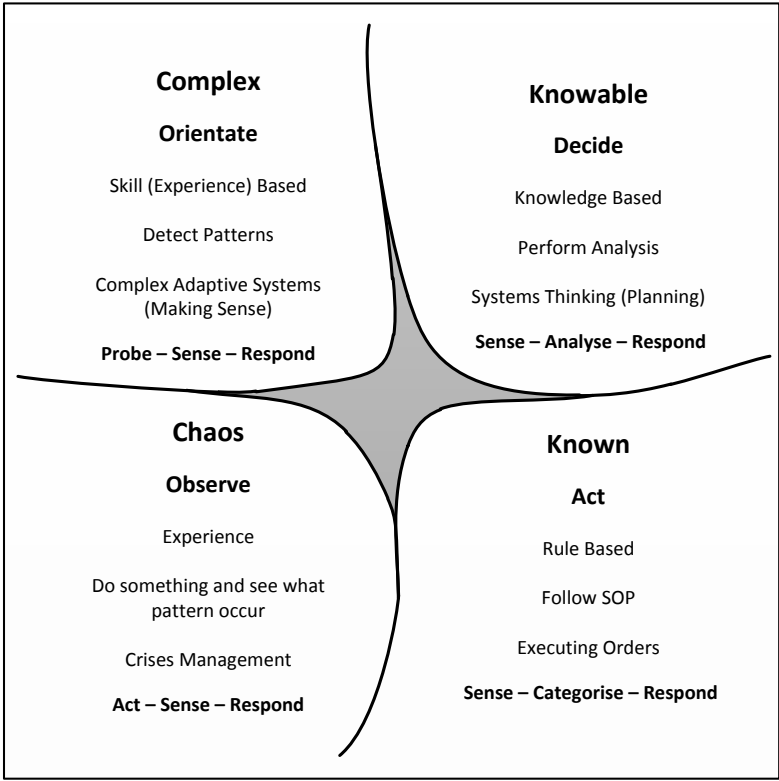 Complex
Orientate
Skill (Experience) Based
Detect Patterns
Complex Adaptive Systems
(Making Sense)
Probe – Sense – Respond
Knowable
Decide
Knowledge Based
Perform Analysis
Systems Thinking (Planning)
Sense – Analyse – Respond
Chaos
Observe
Experience
Do something and see what
pattern occur
Crises Management
Act – Sense – Respond
Known
Act
Rule Based
Follow SOP
Executing Orders
Sense – Categorise – Respond